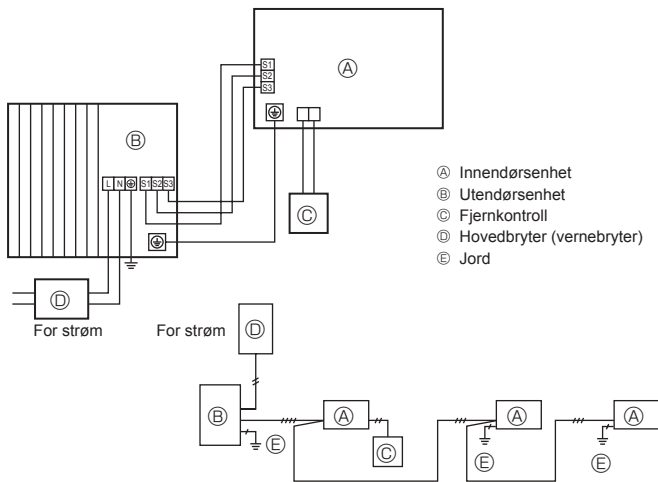 Ⓐ
S1
S2
S3
Ⓑ
L N S1 S2 S3
Ⓒ
Ⓐ Innendørsenhet
Ⓑ Utendørsenhet
Ⓒ Fjernkontroll
Ⓓ Hovedbryter (vernebryter)
Ⓔ Jord
Ⓓ
For strøm
For strøm
Ⓓ
Ⓑ
Ⓐ
Ⓐ
Ⓐ
Ⓔ
Ⓒ
Ⓔ
Ⓔ